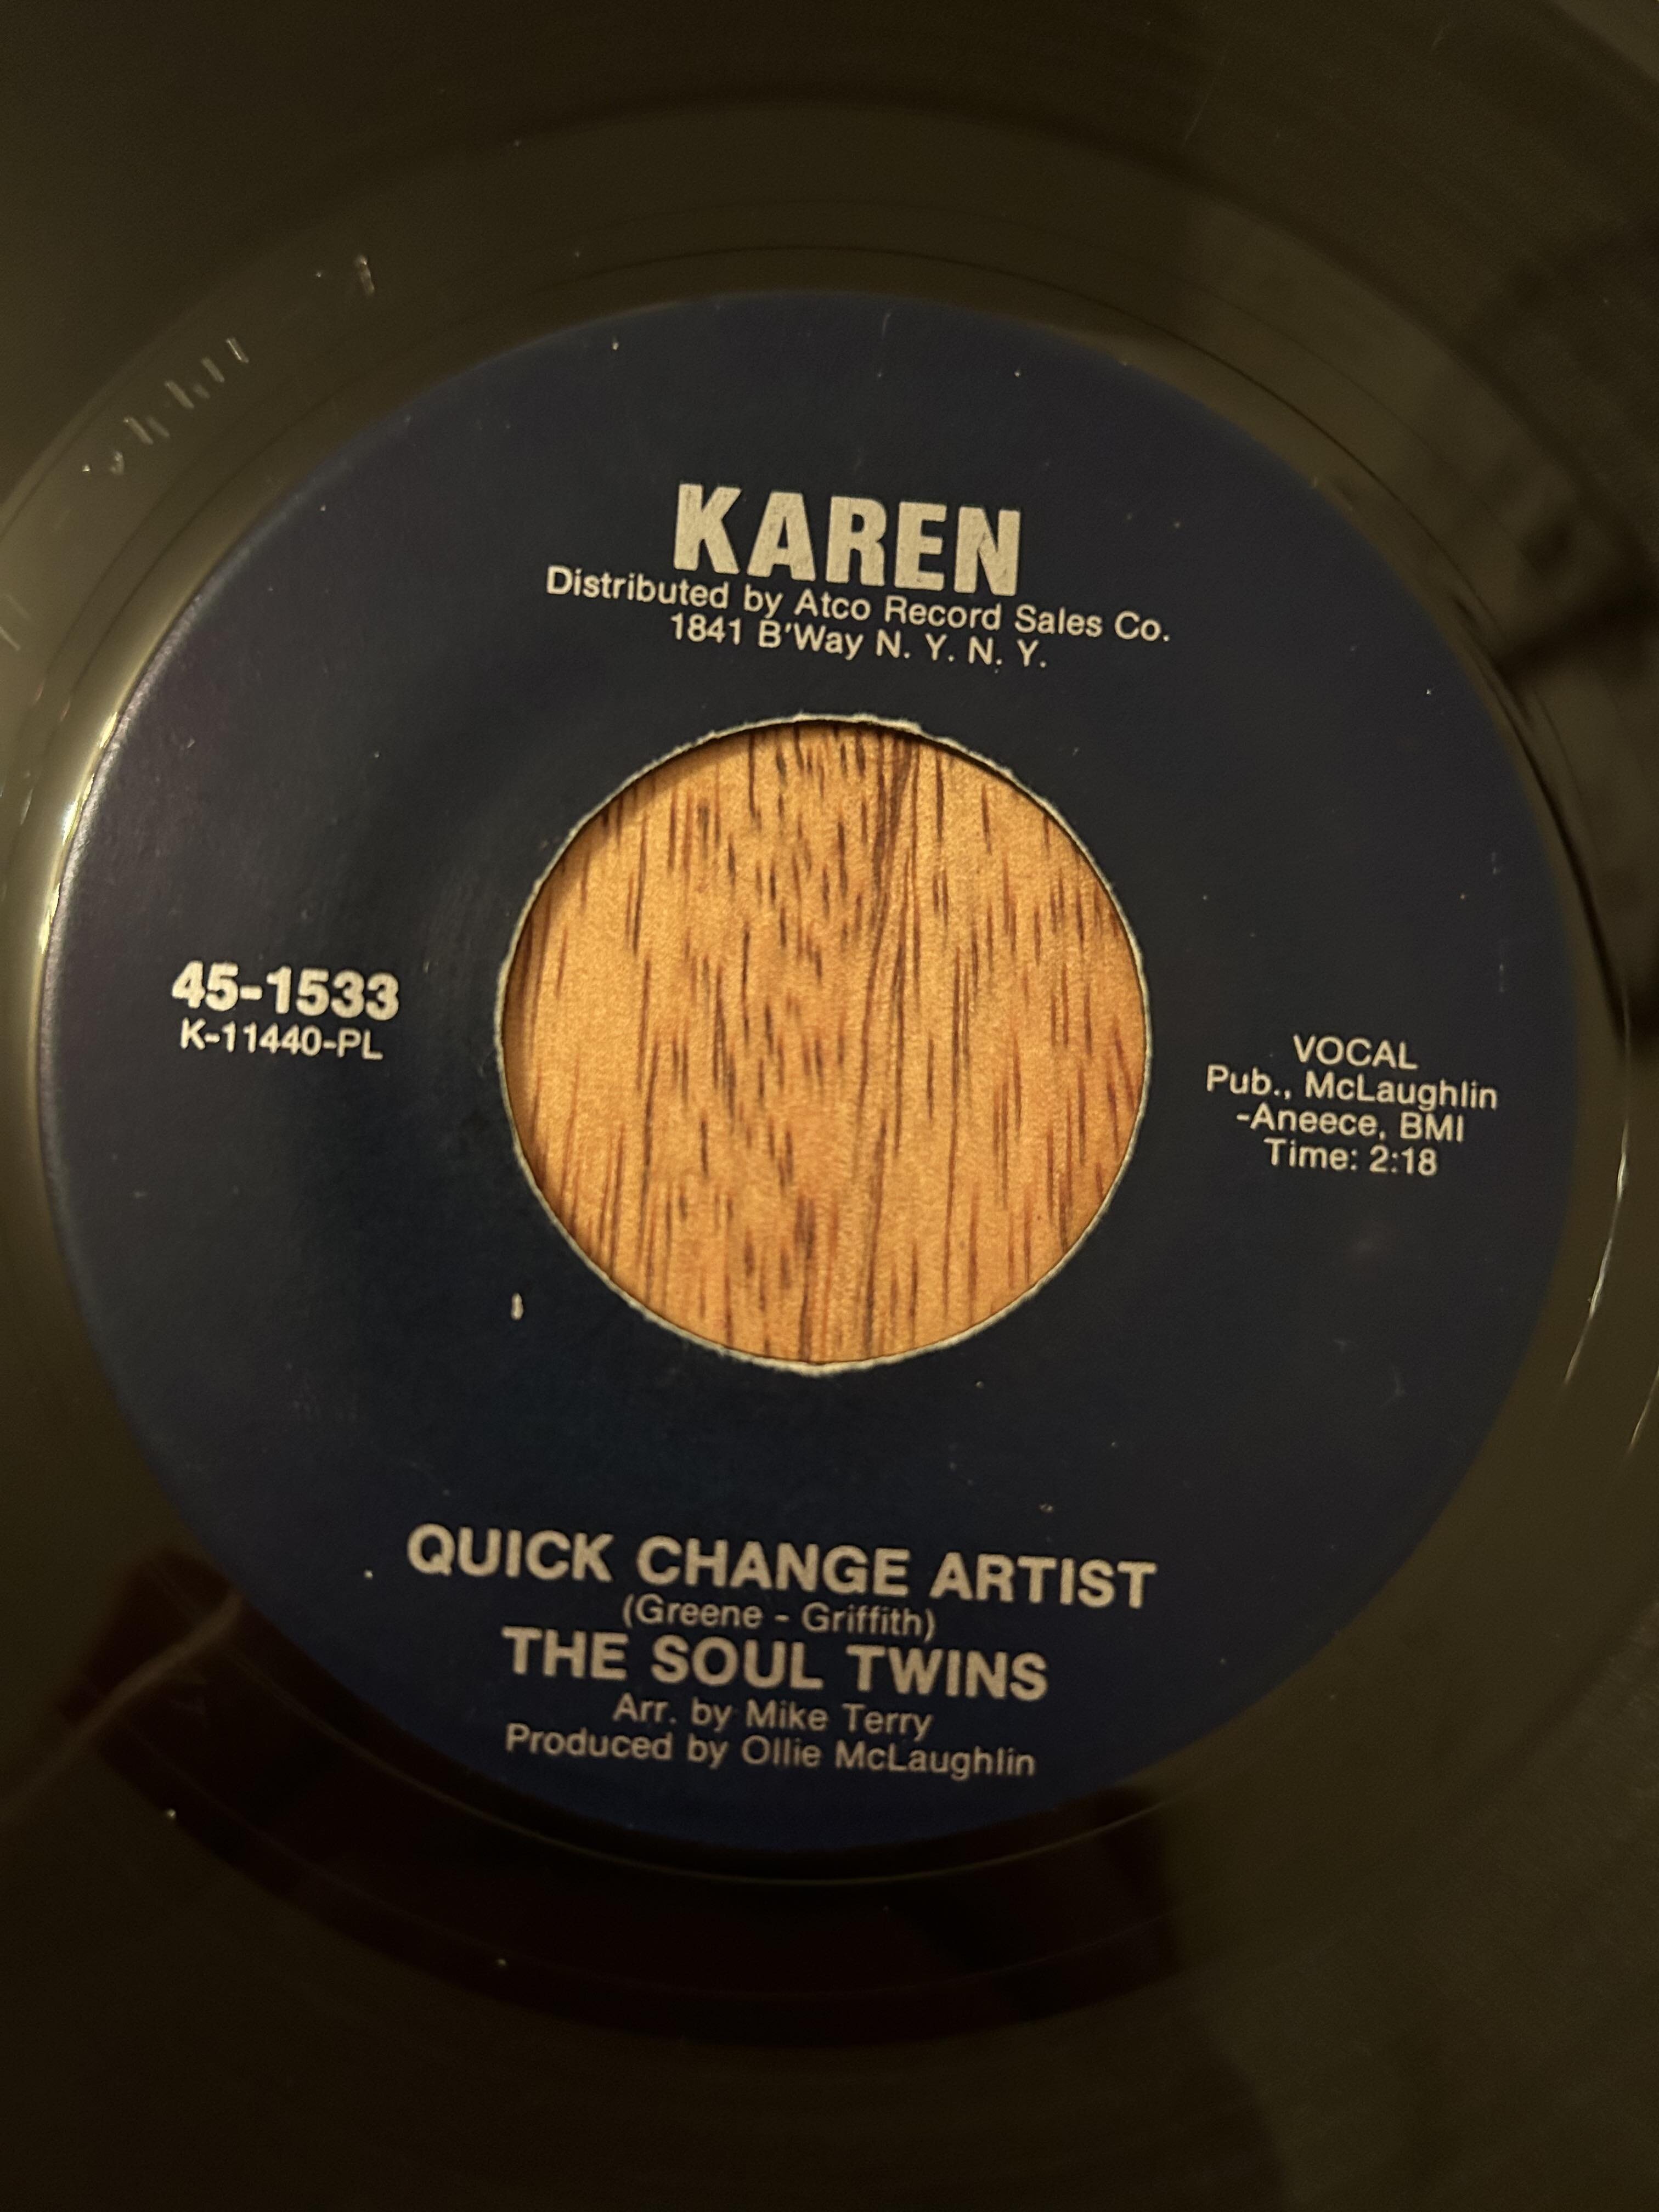 KAREN
Distributed by Atco Record Sales Co.
1841 B'Way N. Y. N. Y.
45-1533
K-11440-PL
VOCAL
Pub., McLaughlin
-Aneece, BMI
Time: 2:18
QUICK CHANGE ARTIST
(Greene - Griffith)
THE SOUL TWINS
Arr. by Mike Terry
Produced by Ollie McLaughlin